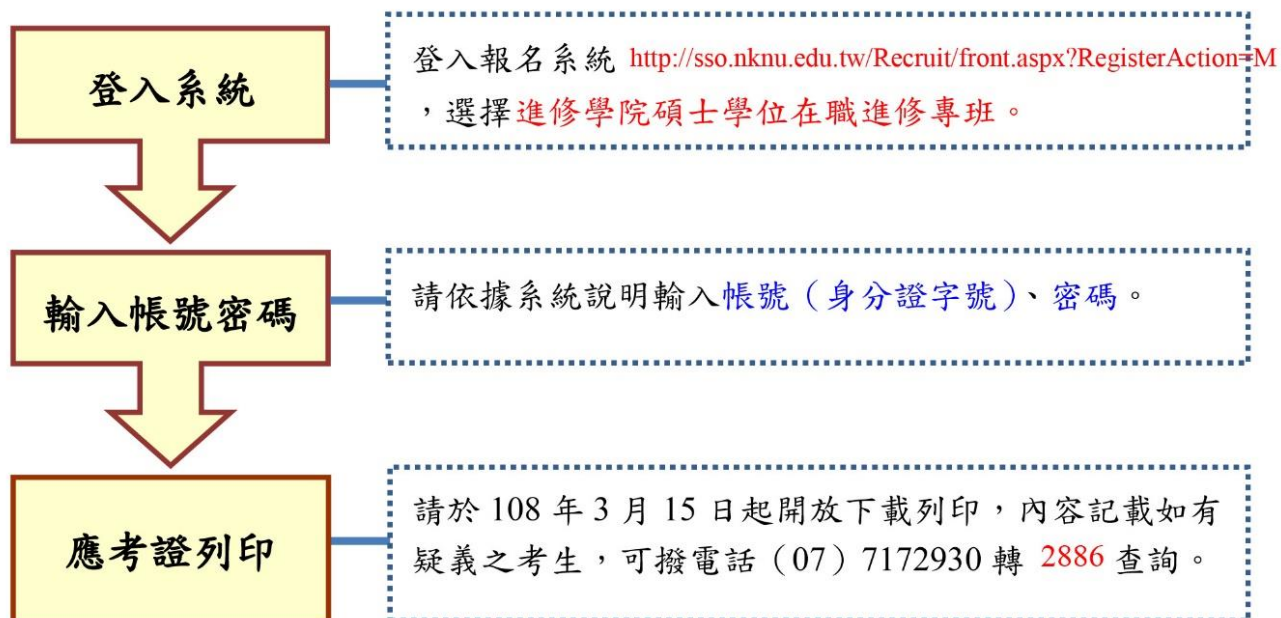 登入系統
登入報名系統 http://sso.nknu.edu.tw/Recruit/front.aspx?RegisterAction=M
，選擇進修學院碩士學位在職進修專班。
輸入帳號密碼
請依據系統說明輸入帳號（身分證字號）、密碼。
應考證列印
請於 108 年 3 月 15 日起開放下載列印，內容記載如有
疑義之考生，可撥電話（07）7172930 轉 2886 查詢。